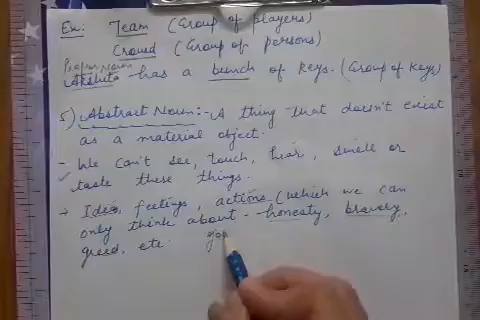 Ex: Team (Group of players)
Crowd (Group of persons)
Proper Noun
Akshita has a bunch of keys. (Group of keys)
5) Abstract Noun:- A thing that doesn't exist
as a material object.
- We can't see, touch, hear, smell or
taste these things.
→ Ideas, feelings, actions (which we can
only think about - honesty, bravery,
greed, etc.